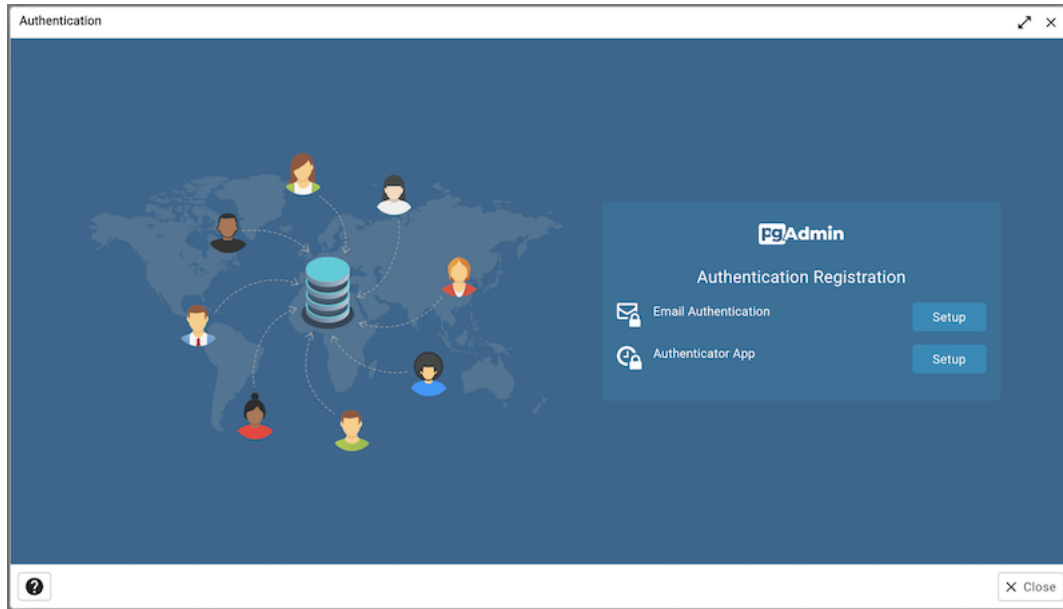 Authentication
pgAdmin
Authentication Registration
Email Authentication
Setup
Authenticator App
Setup
Close